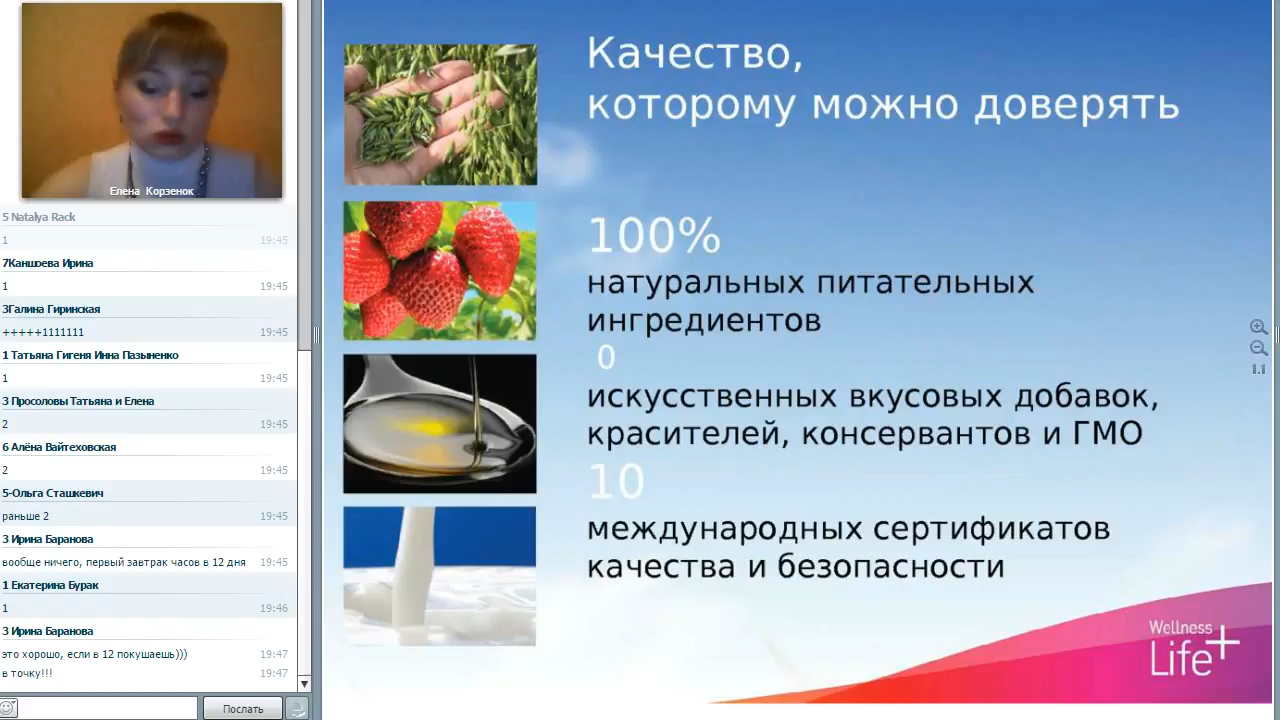 Елена Корзенок
5 Natalya Rack
1 19:45
7Каншоева Ирина
1 19:45
3Галина Гиринская
+++++1111111 19:45
1 Татьяна Гигеня Инна Пазыненко
1 19:45
3 Просоловы Татьяна и Елена
2 19:45
6 Алёна Вайтеховская
2 19:45
5-Ольга Сташкевич
раньше 2 19:45
3 Ирина Баранова
вообще ничего, первый завтрак часов в 12 дня 19:45
1 Екатерина Бурак
1 19:46
3 Ирина Баранова
это хорошо, если в 12 покушаешь))) 19:47
в точку!!! 19:47
Послать
Качество,
которому можно доверять
100%
натуральных питательных
ингредиентов
0
искусственных вкусовых добавок,
красителей, консервантов и ГМО
10
международных сертификатов
качества и безопасности
Wellness
Life+
1.1